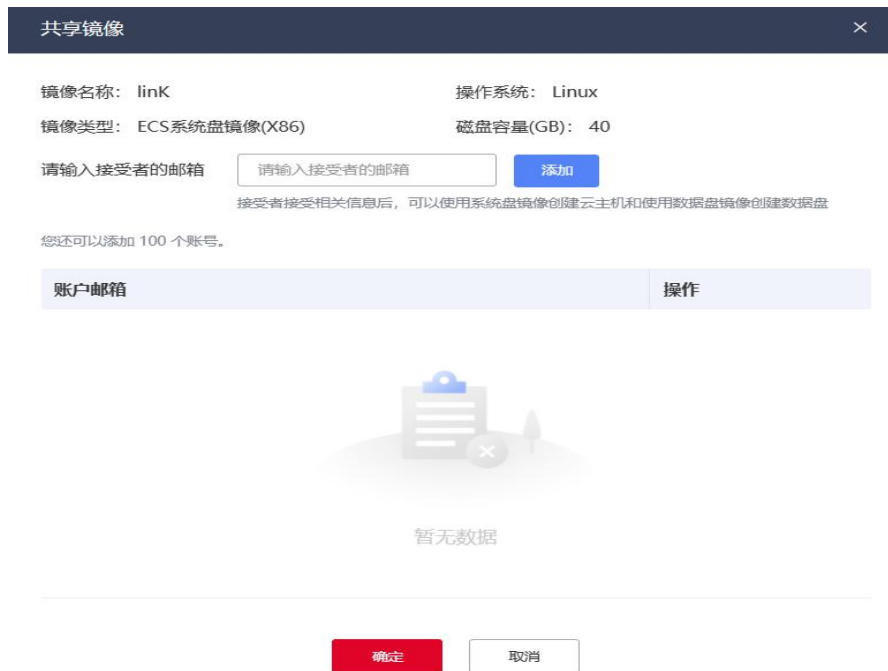 共享镜像
镜像名称： linK 操作系统： Linux
镜像类型： ECS系统盘镜像(X86) 磁盘容量(GB)： 40
请输入接受者的邮箱 请输入接受者的邮箱 添加
接受者接受相关信息后，可以使用系统盘镜像创建云主机和使用数据盘镜像创建数据盘
您还可以添加 100 个账号。
账户邮箱 操作
暂无数据
确定 取消